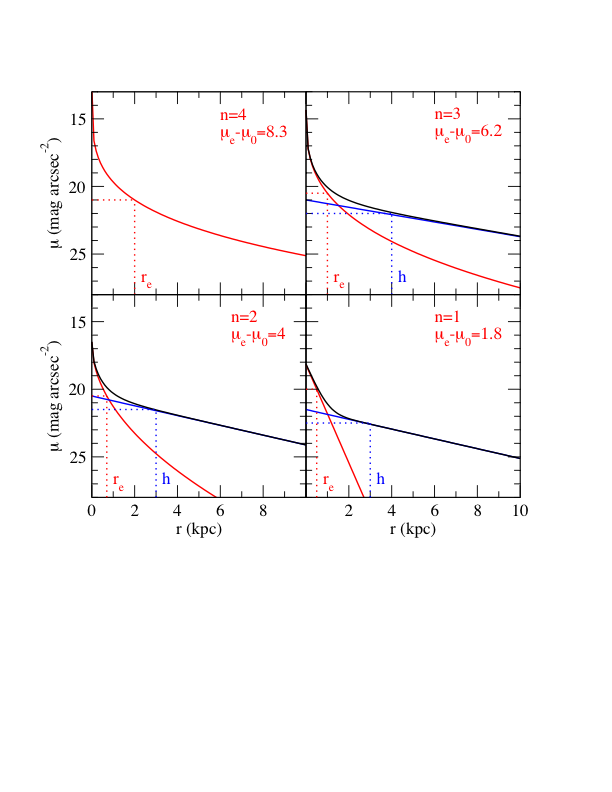 n=4
μe-μ0=8.3
15
20
25
μ (mag arcsec-2)
re
n=3
μe-μ0=6.2
re
h
n=2
μe-μ0=4
15
20
25
μ (mag arcsec-2)
re
h
0 2 4 6 8
r (kpc)
n=1
μe-μ0=1.8
re
h
2 4 6 8 10
r (kpc)